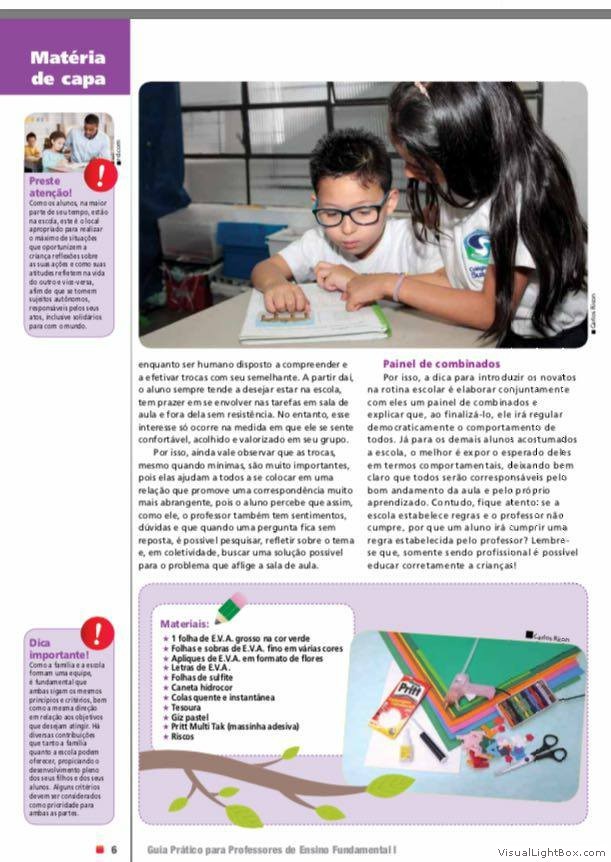 Matéria
de capa
Preste
atenção!
Como os alunos, na maior
parte de seu tempo, estão
na escola, este é o local
apropriado para realizar
o máximo de situações
que oportunizem a
criança reflexões sobre
as suas ações e como suas
atitudes refletem na vida
do outro e vice-versa,
afim de que se tornem
sujeitos autônomos,
responsáveis pelos seus
atos, inclusive solidários
para com o mundo.
Carlos Rizon
enquanto ser humano disposto a compreender e
a efetivar trocas com seu semelhante. A partir daí,
o aluno sempre tende a desejar estar na escola,
tem prazer em se envolver nas tarefas em sala de
aula e fora dela sem resistência. No entanto, esse
interesse só ocorre na medida em que ele se sente
confortável, acolhido e valorizado em seu grupo.
Por isso, ainda vale observar que as trocas,
mesmo quando mínimas, são muito importantes,
pois elas ajudam a todos a se colocar em uma
relação que promove uma correspondência muito
mais abrangente, pois o aluno percebe que assim,
como ele, o professor também tem sentimentos,
dúvidas e que quando uma pergunta fica sem
reposta, é possível pesquisar, refletir sobre o tema
e, em coletividade, buscar uma solução possível
para o problema que aflige a sala de aula.
Painel de combinados
Por isso, a dica para introduzir os novatos
na rotina escolar é elaborar conjuntamente
com eles um painel de combinados e
explicar que, ao finalizá-lo, ele irá regular
democraticamente o comportamento de
todos. Já para os demais alunos acostumados
a escola, o melhor é expor o esperado deles
em termos comportamentais, deixando bem
claro que todos serão corresponsáveis pelo
bom andamento da aula e pelo próprio
aprendizado. Contudo, fique atento: se a
escola estabelece regras e o professor não
cumpre, por que um aluno irá cumprir uma
regra estabelecida pelo professor? Lembre-
se que, somente sendo profissional é possível
educar corretamente a crianças!
Dica
importante!
Como a família e a escola
formam uma equipe,
é fundamental que
ambas sigam os mesmos
princípios e critérios, bem
como a mesma direção
em relação aos objetivos
que desejam atingir. Há
diversas contribuições
que tanto a família
quanto a escola podem
oferecer, propiciando o
desenvolvimento pleno
dos seus filhos e dos seus
alunos. Alguns critérios
devem ser considerados
como prioridade para
ambas as partes.
Materiais:
★ 1 folha de E.V.A. grosso na cor verde
★ Folhas e sobras de E.V.A. fino em várias cores
★ Apliques de E.V.A. em formato de flores
★ Letras de E.V.A.
★ Folhas de sulfite
★ Caneta hidrocor
★ Colas quente e instantânea
★ Tesoura
★ Giz pastel
★ Pritt Multi Tak (massinha adesiva)
★ Riscos
Carlos Rizon
Pritt
6
Guia Prático para Professores de Ensino Fundamental I
VisualLightBox.com